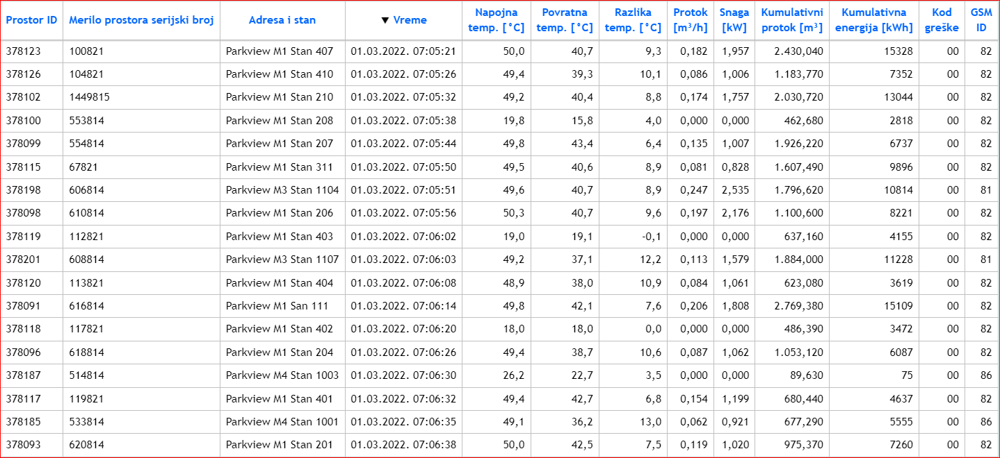 Prostor ID Merilo prostora serijski broj Adresa i stan ▼ Vreme Napojna temp. [°C] Povratna temp. [°C] Razlika temp. [°C] Protok [m³/h] Snaga [kW] Kumulativni protok [m³] Kumulativna energija [kWh] Kod greške GSM ID
378123 100821 Parkview M1 Stan 407 01.03.2022. 07:05:21 50,0 40,7 9,3 0,182 1,957 2.430,040 15328 00 82
378126 104821 Parkview M1 Stan 410 01.03.2022. 07:05:26 49,4 39,3 10,1 0,086 1,006 1.183,770 7352 00 82
378102 1449815 Parkview M1 Stan 210 01.03.2022. 07:05:32 49,2 40,4 8,8 0,174 1,757 2.030,720 13044 00 82
378100 553814 Parkview M1 Stan 208 01.03.2022. 07:05:38 19,8 15,8 4,0 0,000 0,000 462,680 2818 00 82
378099 554814 Parkview M1 Stan 207 01.03.2022. 07:05:44 49,8 43,4 6,4 0,135 1,007 1.926,220 6737 00 82
378115 67821 Parkview M1 Stan 311 01.03.2022. 07:05:50 49,5 40,6 8,9 0,081 0,828 1.607,490 9896 00 82
378198 606814 Parkview M3 Stan 1104 01.03.2022. 07:05:51 49,6 40,7 8,9 0,247 2,535 1.796,620 10814 00 81
378098 610814 Parkview M1 Stan 206 01.03.2022. 07:05:56 50,3 40,7 9,6 0,197 2,176 1.100,600 8221 00 82
378119 112821 Parkview M1 Stan 403 01.03.2022. 07:06:02 19,0 19,1 -0,1 0,000 0,000 637,160 4155 00 82
378201 608814 Parkview M3 Stan 1107 01.03.2022. 07:06:03 49,2 37,1 12,2 0,113 1,579 1.884,000 11228 00 81
378120 113821 Parkview M1 Stan 404 01.03.2022. 07:06:08 48,9 38,0 10,9 0,084 1,061 623,080 3619 00 82
378091 616814 Parkview M1 San 111 01.03.2022. 07:06:14 49,8 42,1 7,6 0,206 1,808 2.769,380 15109 00 82
378118 117821 Parkview M1 Stan 402 01.03.2022. 07:06:20 18,0 18,0 0,0 0,000 0,000 486,390 3472 00 82
378096 618814 Parkview M1 Stan 204 01.03.2022. 07:06:26 49,4 38,7 10,6 0,087 1,062 1.053,120 6087 00 82
378187 514814 Parkview M4 Stan 1003 01.03.2022. 07:06:30 26,2 22,7 3,5 0,000 0,000 89,630 75 00 86
378117 119821 Parkview M1 Stan 401 01.03.2022. 07:06:32 49,4 42,7 6,8 0,154 1,199 680,440 4637 00 82
378185 533814 Parkview M4 Stan 1001 01.03.2022. 07:06:35 49,1 36,2 13,0 0,062 0,921 677,290 5555 00 86
378093 620814 Parkview M1 Stan 201 01.03.2022. 07:06:38 50,0 42,5 7,5 0,119 1,020 975,370 7260 00 82